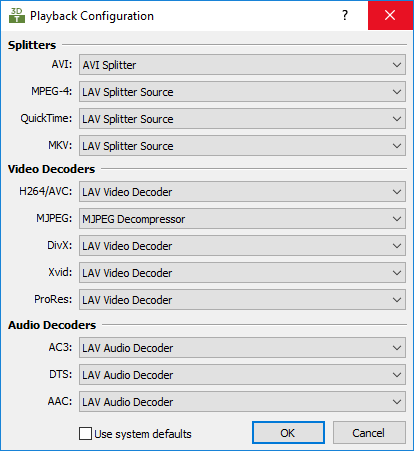 3D
T
Playback Configuration
?
Splitters
AVI: AVI Splitter
MPEG-4: LAV Splitter Source
QuickTime: LAV Splitter Source
MKV: LAV Splitter Source
Video Decoders
H264/AVC: LAV Video Decoder
MJPEG: MJPEG Decompressor
DivX: LAV Video Decoder
Xvid: LAV Video Decoder
ProRes: LAV Video Decoder
Audio Decoders
AC3: LAV Audio Decoder
DTS: LAV Audio Decoder
AAC: LAV Audio Decoder
Use system defaults OK Cancel